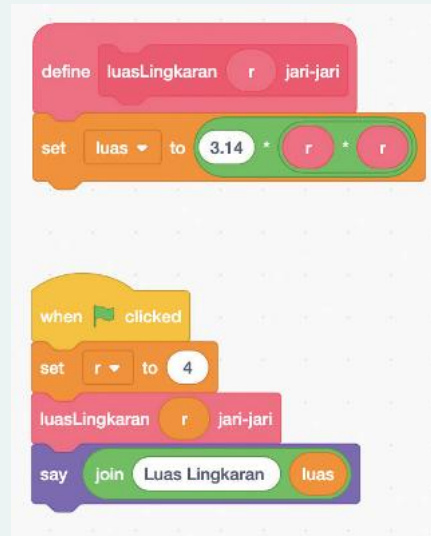 define luasLingkaran r jari-jari
set luas to 3.14 * r * r
when clicked
set r to 4
luasLingkaran r jari-jari
say join Luas Lingkaran luas